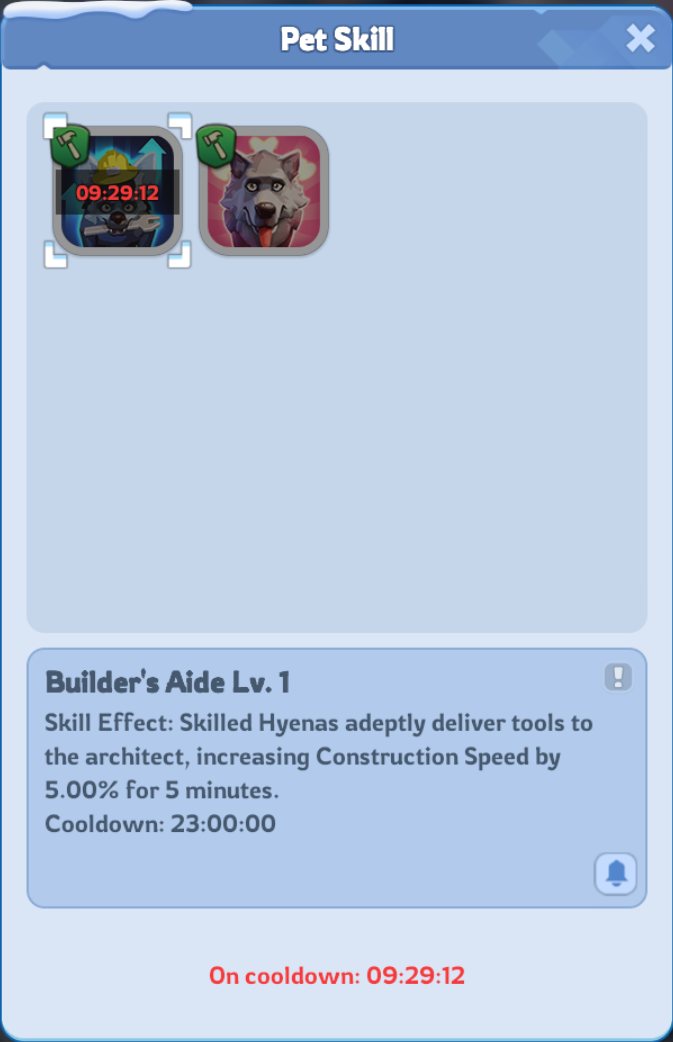 Pet Skill
09:29:12
Builder's Aide Lv. 1
Skill Effect: Skilled Hyenas adeptly deliver tools to
the architect, increasing Construction Speed by
5.00% for 5 minutes.
Cooldown: 23:00:00
On cooldown: 09:29:12